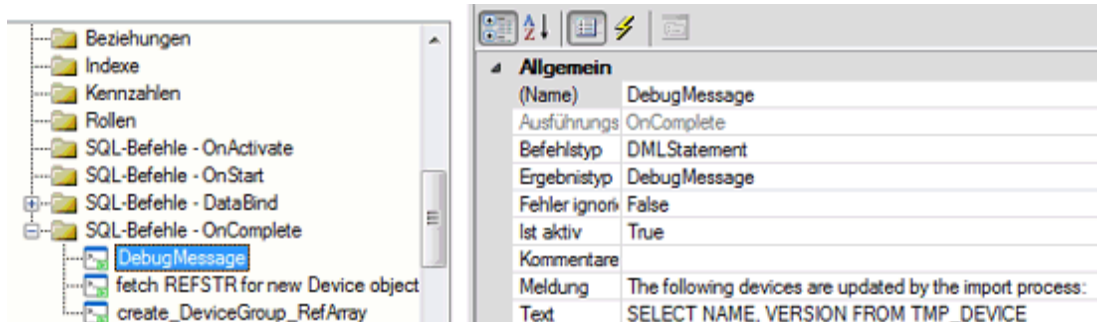 Beziehungen
Indexe
Kennzahlen
Rollen
SQL-Befehle - OnActivate
SQL-Befehle - OnStart
SQL-Befehle - DataBind
SQL-Befehle - OnComplete
DebugMessage
fetch REFSTR for new Device object
create_DeviceGroup_RefArray
Allgemein
(Name) DebugMessage
Ausführungs OnComplete
Befehlstyp DMLStatement
Ergebnistyp DebugMessage
Fehler ignori False
Ist aktiv True
Kommentare
Meldung The following devices are updated by the import process:
Text SELECT NAME, VERSION FROM TMP_DEVICE